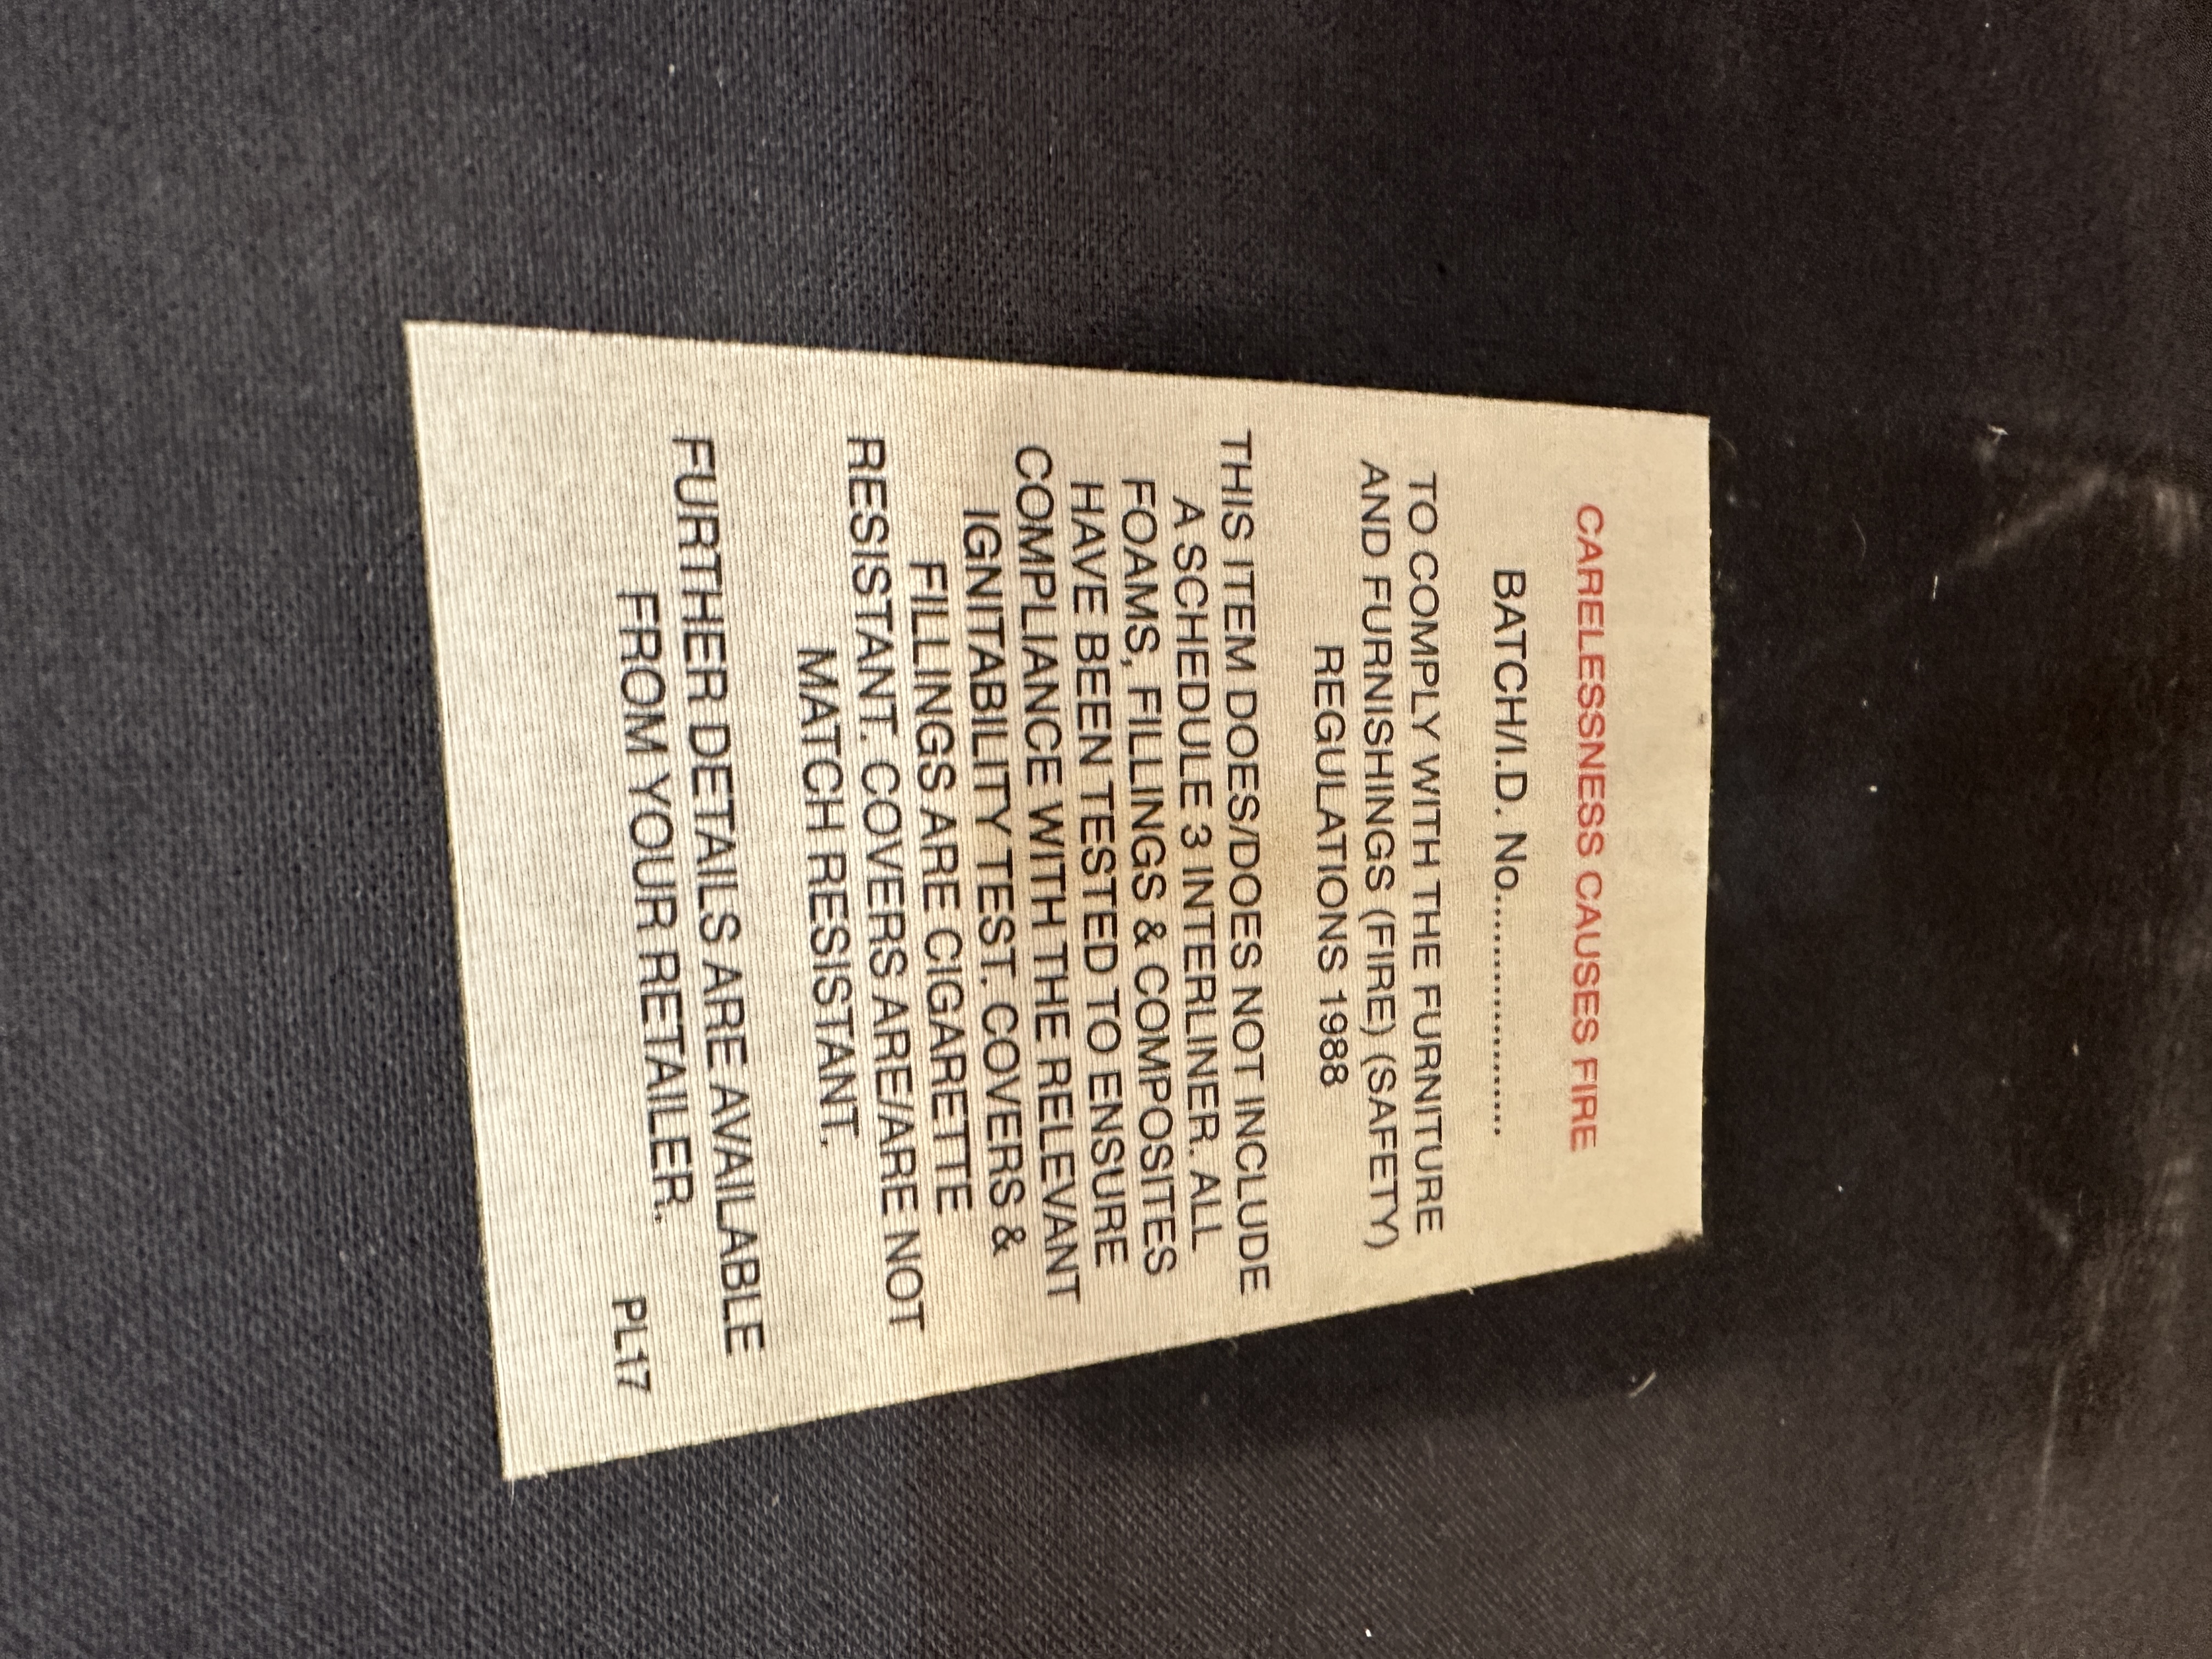 CARELESSNESS CAUSES FIRE
BATCH/I.D. No...................
TO COMPLY WITH THE FURNITURE
AND FURNISHINGS (FIRE) (SAFETY)
REGULATIONS 1988
THIS ITEM DOES/DOES NOT INCLUDE
A SCHEDULE 3 INTERLINER. ALL
FOAMS, FILLINGS & COMPOSITES
HAVE BEEN TESTED TO ENSURE
COMPLIANCE WITH THE RELEVANT
IGNITABILITY TEST. COVERS &
FILLINGS ARE CIGARETTE
RESISTANT. COVERS ARE/ARE NOT
MATCH RESISTANT.
FURTHER DETAILS ARE AVAILABLE
FROM YOUR RETAILER.
PL17